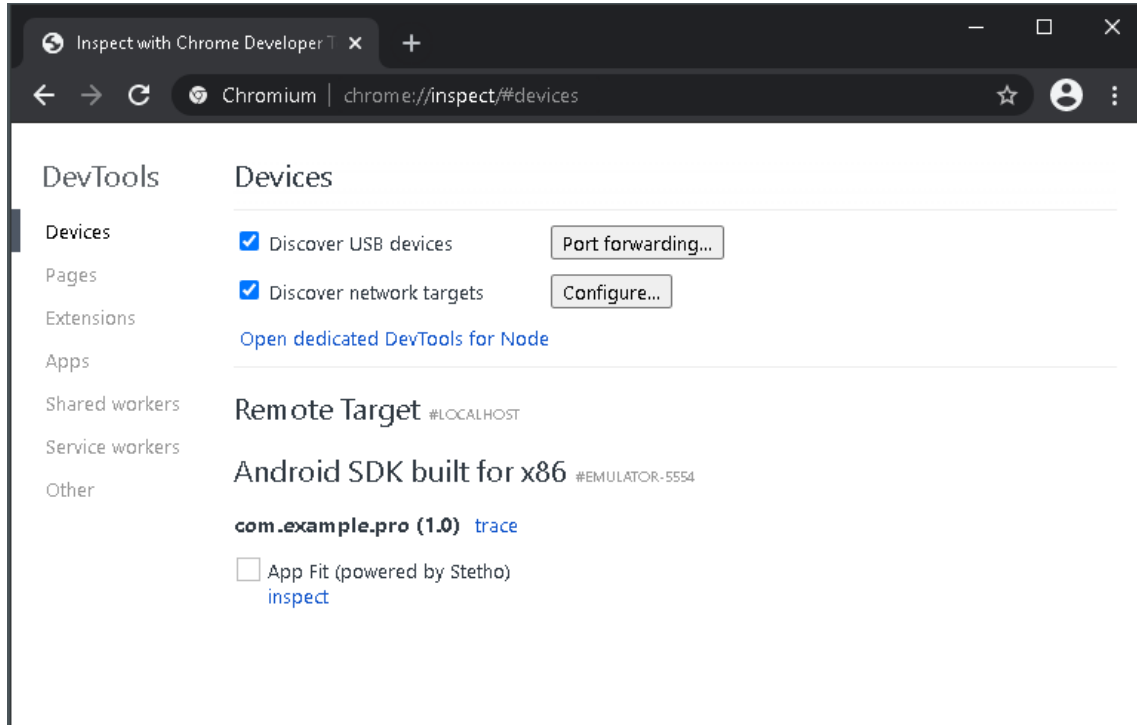 Inspect with Chrome Developer T
Chromium | chrome://inspect/#devices
DevTools
Devices
Pages
Extensions
Apps
Shared workers
Service workers
Other
Devices
Discover USB devices
Port forwarding...
Discover network targets
Configure...
Open dedicated DevTools for Node
Remote Target #LOCALHOST
Android SDK built for x86 #EMULATOR-5554
com.example.pro (1.0) trace
App Fit (powered by Stetho)
inspect